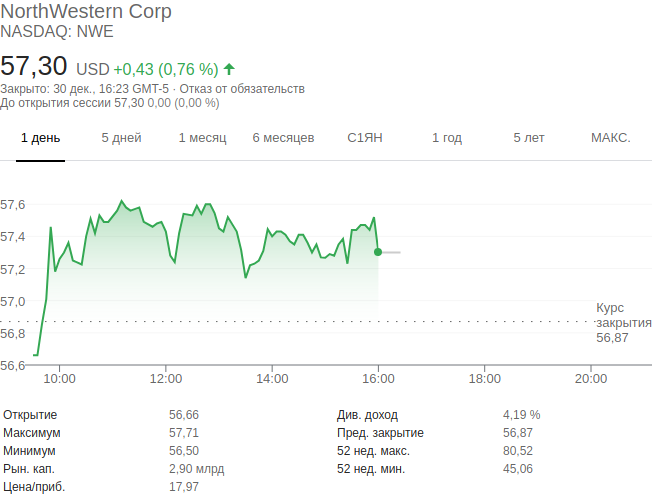 NorthWestern Corp
NASDAQ: NWE
57,30 USD +0,43 (0,76 %)
Закрыто: 30 дек., 16:23 GMT-5 · Отказ от обязательств
До открытия сессии 57,30 0,00 (0,00 %)
1 день 5 дней 1 месяц 6 месяцев С1ЯН 1 год 5 лет МАКС.
57,6
57,4
57,2
57,0
Курс
закрытия
56,87
56,8
56,6
10:00 12:00 14:00 16:00 18:00 20:00
Открытие 56,66 Див. доход 4,19 %
Максимум 57,71 Пред. закрытие 56,87
Минимум 56,50 52 нед. макс. 80,52
Рын. кап. 2,90 млрд 52 нед. мин. 45,06
Цена/приб. 17,97